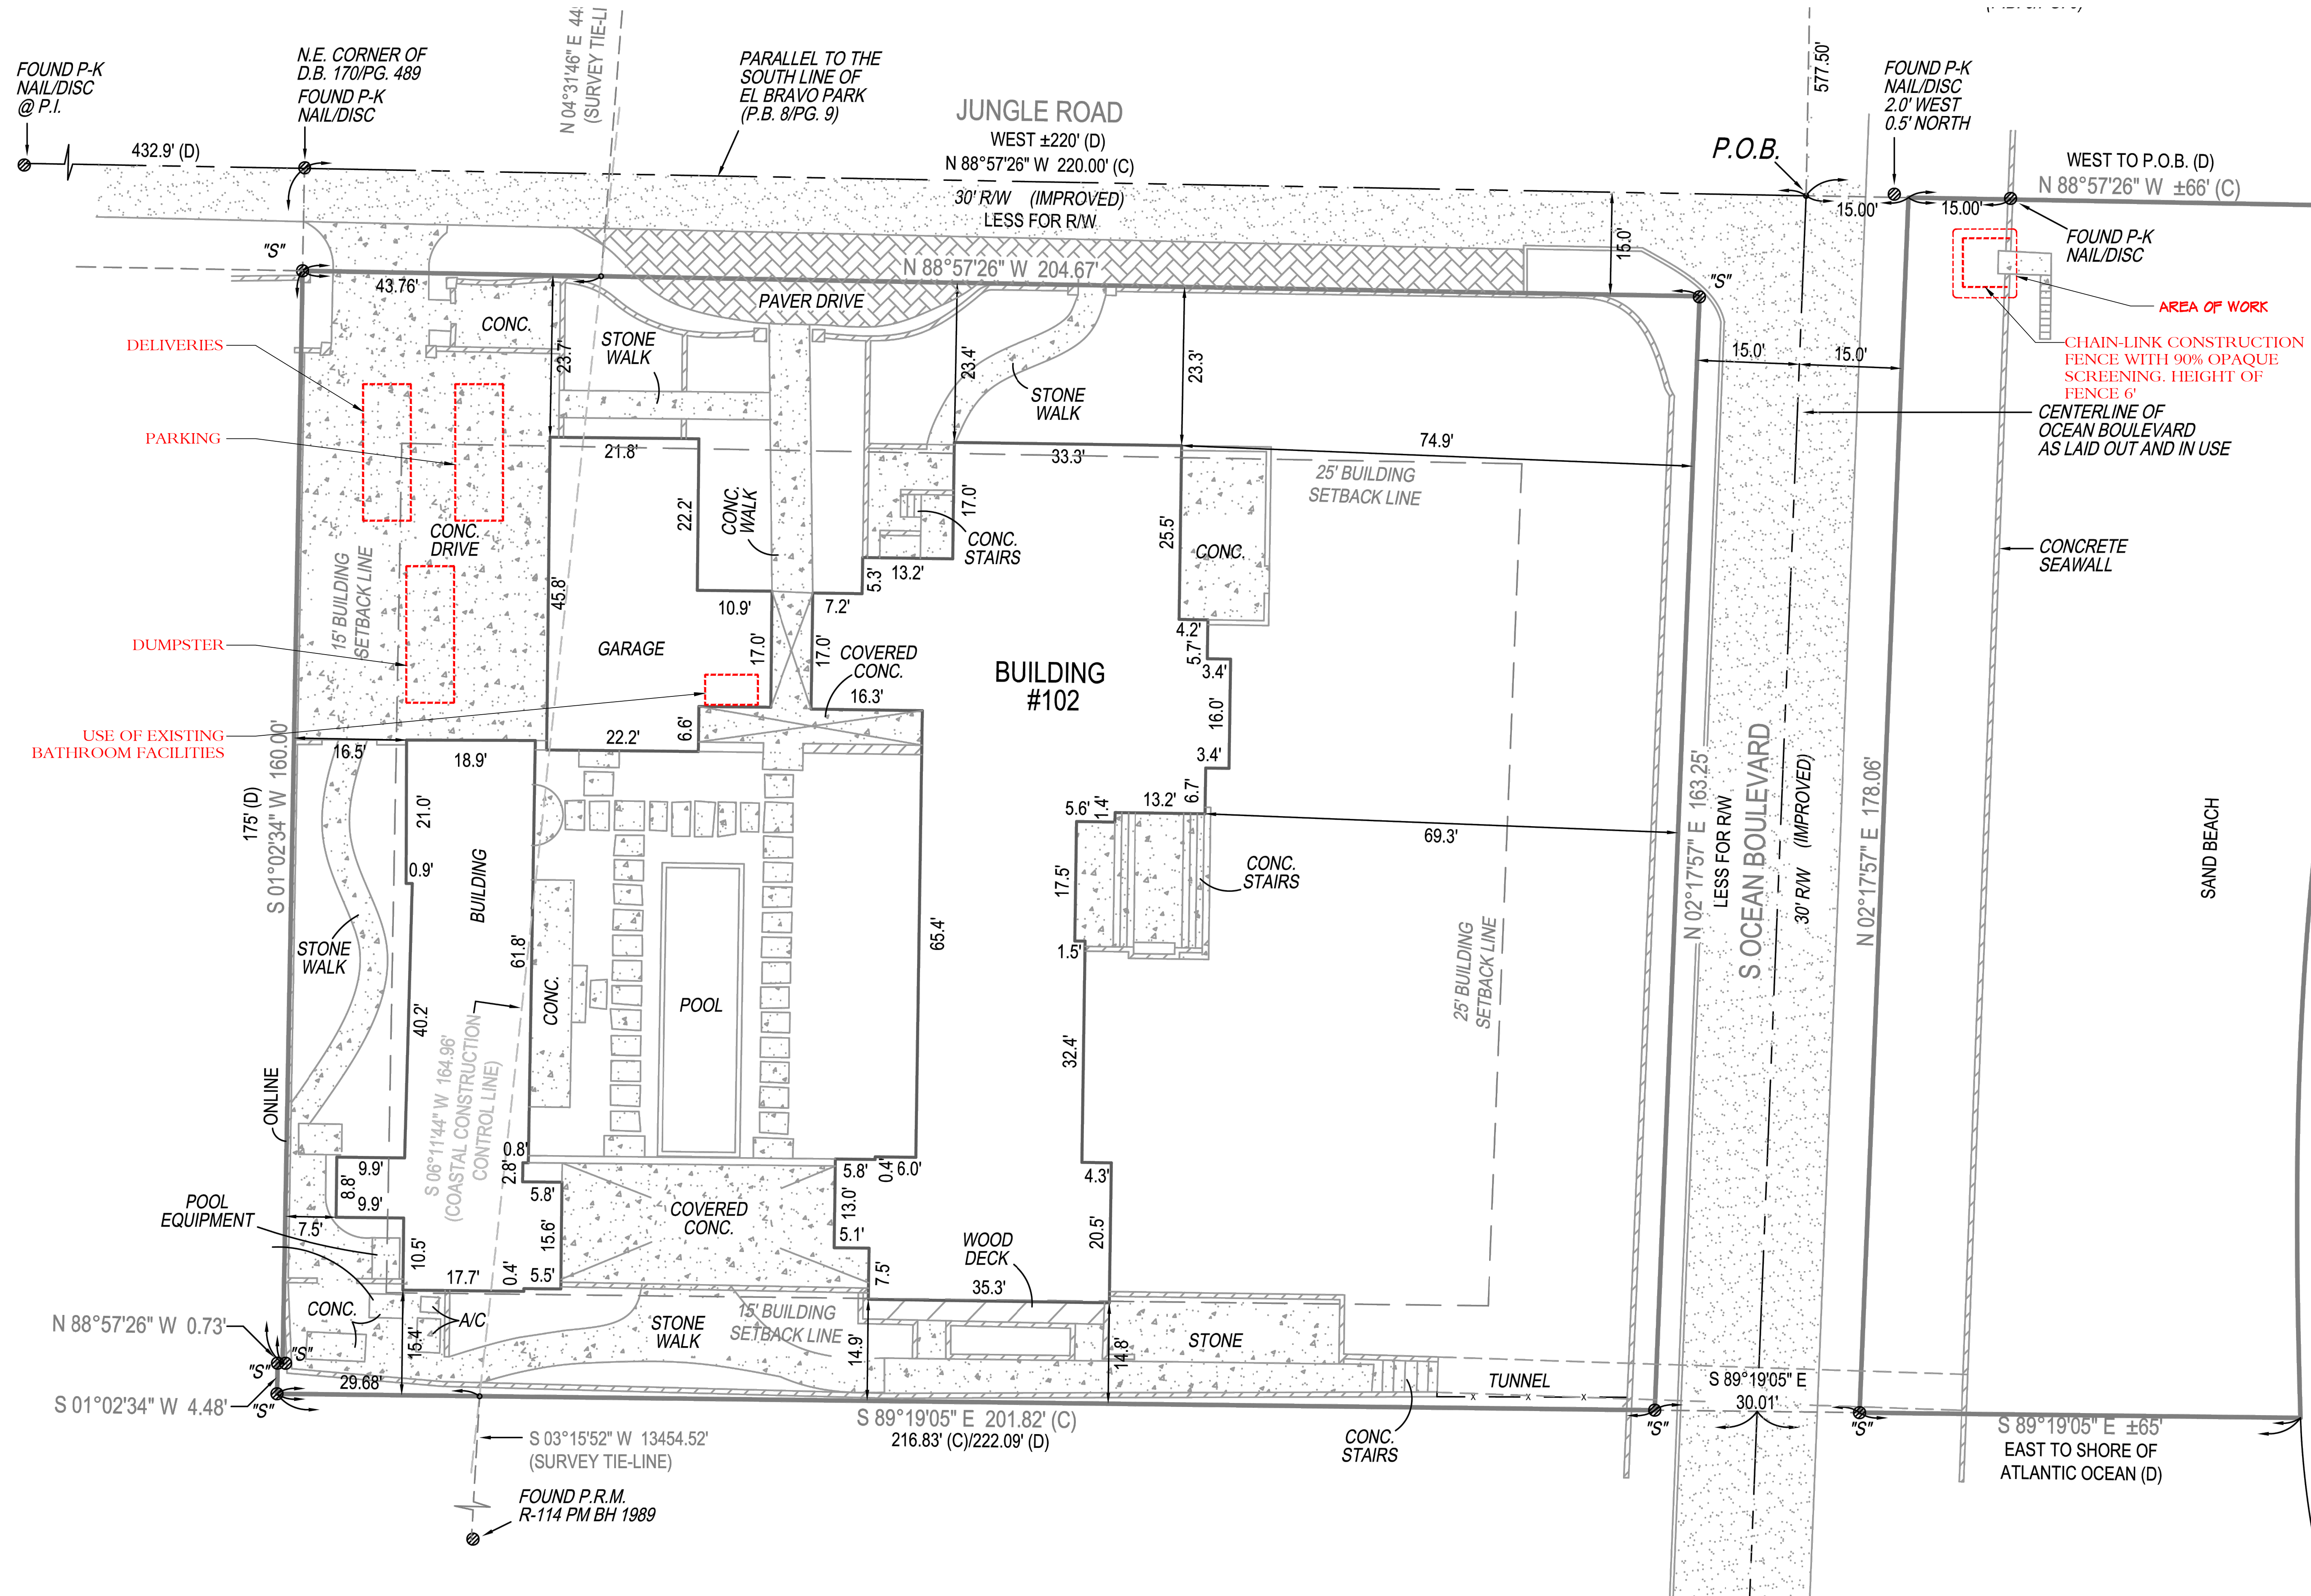 577.50'
N 04°31'46" E
(SURVEY TIE-LI
FOUND P-K
NAIL/DISC
@ P.I.
N.E. CORNER OF
D.B. 170/PG. 489
FOUND P-K
NAIL/DISC
PARALLEL TO THE
SOUTH LINE OF
EL BRAVO PARK
(P.B. 8/PG. 9)
JUNGLE ROAD
WEST ±220' (D)
N 88°57'26" W 220.00' (C)
30' R/W (IMPROVED)
LESS FOR R/W
432.9' (D)
P.O.B.
FOUND P-K
NAIL/DISC
2.0' WEST
0.5' NORTH
WEST TO P.O.B. (D)
N 88°57'26" W ±66' (C)
15.00'
15.00'
FOUND P-K
NAIL/DISC
"S"
43.76'
N 88°57'26" W 204.67'
15.0'
"S"
PAVER DRIVE
CONC.
STONE
WALK
23.7'
23.4'
23.3'
STONE
WALK
AREA OF WORK
CHAIN-LINK CONSTRUCTION
FENCE WITH 90% OPAQUE
SCREENING. HEIGHT OF
FENCE 6'
15.0'
15.0'
CENTERLINE OF
OCEAN BOULEVARD
AS LAID OUT AND IN USE
DELIVERIES
PARKING
21.8'
33.3'
74.9'
25' BUILDING
SETBACK LINE
22.2'
CONC.
WALK
17.0'
CONC.
STAIRS
25.5'
CONC.
CONC.
DRIVE
15' BUILDING
SETBACK LINE
45.8'
5.3'
13.2'
10.9'
7.2'
CONCRETE
SEAWALL
DUMPSTER
GARAGE
17.0'
17.0'
COVERED
CONC.
16.3'
4.2'
5.7'
3.4'
16.0'
3.4'
BUILDING
#102
USE OF EXISTING
BATHROOM FACILITIES
6.6'
22.2'
16.5'
18.9'
175' (D)
S 01°02'34" W 160.00'
21.0'
0.9'
BUILDING
5.6'
1.4'
13.2'
6.7'
69.3'
17.5'
CONC.
STAIRS
1.5'
N 02°17'57" E 163.25'
LESS FOR R/W
S OCEAN BOULEVARD
30' R/W (IMPROVED)
N 02°17'57" E 178.06'
SAND BEACH
STONE
WALK
61.8'
CONC.
POOL
65.4'
25' BUILDING
SETBACK LINE
40.2'
S 06°11'44" W 164.96'
(COASTAL CONSTRUCTION
CONTROL LINE)
32.4'
ONLINE
9.9'
8.8'
9.9'
0.8'
2.8'
5.8'
5.8'
0.4'
6.0'
4.3'
POOL
EQUIPMENT
7.5'
10.5'
15.6'
COVERED
CONC.
13.0'
5.1'
7.5'
WOOD
DECK
35.3'
20.5'
17.7'
0.4'
5.5'
CONC.
A/C
15.4'
STONE
WALK
15' BUILDING
SETBACK LINE
14.9'
14.8'
STONE
TUNNEL
x
x
x
N 88°57'26" W 0.73'
"S"
"S"
S 01°02'34" W 4.48'
"S"
29.68'
S 89°19'05" E 201.82' (C)
216.83' (C)/222.09' (D)
CONC.
STAIRS
"S"
S 89°19'05" E
30.01'
"S"
S 89°19'05" E ±65'
EAST TO SHORE OF
ATLANTIC OCEAN (D)
S 03°15'52" W 13454.52'
(SURVEY TIE-LINE)
FOUND P.R.M.
R-114 PM BH 1989